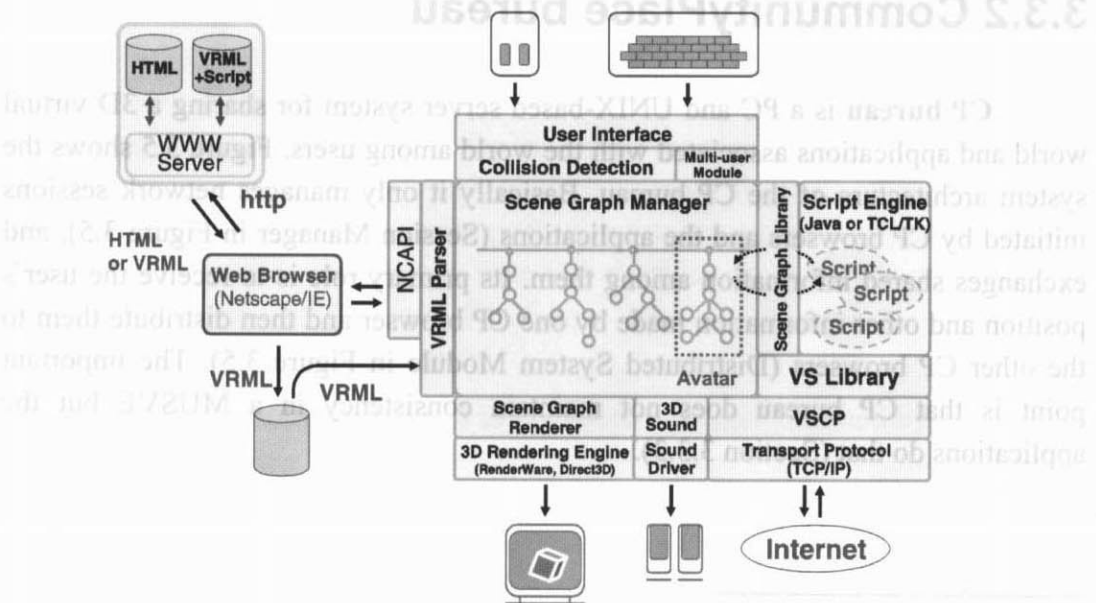 3.3.2 CommunityPlace bureau
CP bureau is a PC and UNIX-based server system for sharing a 3D virtual
world and applications associated with the world among users. Figure 3.5 shows the
system architecture of the CP bureau. Basically it only manages network sessions
initiated by CP browsers and the applications (Session Manager in Figure 3.5), and
exchanges shared information among them. Its primary role is to receive the user's
position and other information made by one CP browser and then distribute them to
the other CP browsers (Distributed System Module in Figure 3.5). The important
point is that CP bureau does not maintain consistency in a MUSVE but the
applications do that (Section 3.3.
HTML
VRML
+Script
WWW
Server
http
HTML
or VRML
Web Browser
(Netscape/IE)
VRML
VRML
NCAPI
VRML Parser
User Interface
Collision Detection
Multi-user
Module
Scene Graph Manager
Avatar
Scene Graph Library
Script Engine
(Java or TCL/TK)
Script
Script
Script
VS Library
Scene Graph
Renderer
3D
Sound
VSCP
3D Rendering Engine
(RenderWare, Direct3D)
Sound
Driver
Transport Protocol
(TCP/IP)
Internet